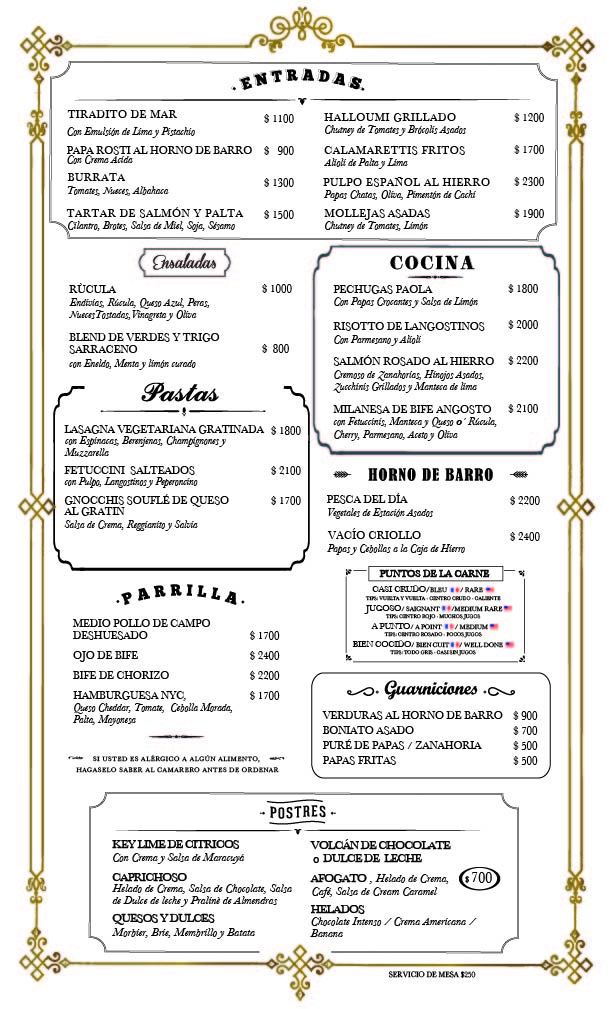 · ENTRADAS.
TIRADITO DE MAR $ 1100
Con Emulsión de Lima y Pistachio
PAPA ROSTI AL HORNO DE BARRO $ 900
Con Crema Acida
BURRATA $ 1300
Tomates, Nueces, Albahaca
TARTAR DE SALMÓN Y PALTA $ 1500
Cilantro, Brotes, Salsa de Miel, Soja, Sésamo
HALLOUMI GRILLADO $ 1200
Chutney de Tomates y Brócolis Asados
CALAMARETTIS FRITOS $ 1700
Alioli de Palta y Lima
PULPO ESPAÑOL AL HIERRO $ 2300
Papas Chatas, Oliva, Pimentón de Cachi
MOLLEJAS ASADAS $ 1900
Chutney de Tomates, Limón
Ensaladas
RÙCULA $ 1000
Endivias, Rúcula, Queso Azul, Peras,
Nueces Tostadas, Vinagreta y Oliva
BLEND DE VERDES Y TRIGO
SARRACENO $ 800
con Eneldo, Menta y limón curado
Pastas
LASAGNA VEGETARIANA GRATINADA $ 1800
con Espinacas, Berenjenas, Champignones y
Muzzarella
FETUCCINI SALTEADOS $ 2100
con Pulpo, Langostinos y Peperoncino
GNOCCHIS SOUFLÉ DE QUESO $ 1700
AL GRATIN
Salsa de Crema, Reggianito y Salvia
· PARRILLA.
MEDIO POLLO DE CAMPO
DESHUESADO $ 1700
OJO DE BIFE $ 2400
BIFE DE CHORIZO $ 2200
HAMBURGUESA NYC, $ 1700
Queso Cheddar, Tomate, Cebolla Morada,
Palta, Mayonesa
SI USTED ES ALÉRGICO A ALGÚN ALIMENTO,
HAGASELO SABER AL CAMARERO ANTES DE ORDENAR
COCINA
PECHUGAS PAOLA $ 1800
Con Papas Crocantes y Salsa de Limón
RISOTTO DE LANGOSTINOS $ 2000
Con Parmesano y Alioli
SALMÓN ROSADO AL HIERRO $ 2200
Cremoso de Zanahorias, Hinojos Asados,
Zucchinis Grillados y Manteca de lima
MILANESA DE BIFE ANGOSTO $ 2100
con Fetuccinis, Manteca y Queso o´ Rúcula,
Cherry, Parmesano, Aceto y Oliva
HORNO DE BARRO
PESCA DEL DÍA $ 2200
Vegetales de Estación Asados
VACÍO CRIOLLO $ 2400
Papas y Cebollas a la Caja de Hierro
PUNTOS DE LA CARNE
CASI CRUDO/BLEU / RARE
TIPS: VUELTA Y VUELTA - CENTRO CRUDO - CALIENTE
JUGOSO/ SAIGNANT /MEDIUM RARE
TIPS: CENTRO ROJO - MUCHOS JUGOS
A PUNTO/ A POINT / MEDIUM
TIPS: CENTRO ROSADO - POCOS JUGOS
BIEN COCIDO/ BIEN CUIT / WELL DONE
TIPS: TODO GRIS - CASI SIN JUGOS
· Guarniciones ·
VERDURAS AL HORNO DE BARRO $ 900
BONIATO ASADO $ 700
PURÉ DE PAPAS / ZANAHORIA $ 500
PAPAS FRITAS $ 500
- POSTRES -
KEY LIME DE CITRICOS
Con Crema y Salsa de Maracuyá
CAPRICHOSO
Helado de Crema, Salsa de Chocolate, Salsa
de Dulce de leche y Pralinè de Almendras
QUESOS Y DULCES
Morbier, Brie, Membrillo y Batata
VOLCÁN DE CHOCOLATE
o DULCE DE LECHE
AFOGATO , Helado de Crema,
Café, Salsa de Cream Caramel
HELADOS
Chocolate Intenso / Crema Americana /
Banana
$ 700
SERVICIO DE MESA $250